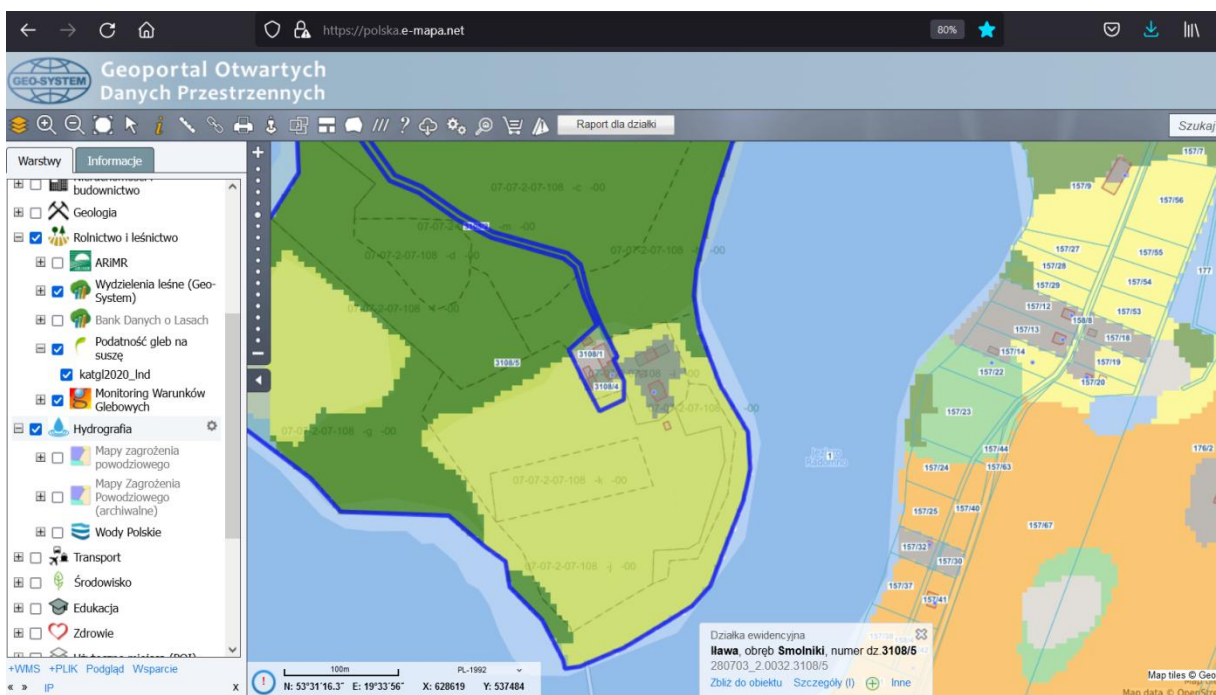 https://polska.e-mapa.net
80%
GEO-SYSTEM
Geoportal Otwartych
Danych Przestrzennych
Raport dla działki
Szukaj
Warstwy
Informacje
budownictwo
Geologia
Rolnictwo i leśnictwo
ARiMR
Wydzielenia leśne (Geo-
System)
Bank Danych o Lasach
Podatność gleb na
suszę
katgl2020_lnd
Monitoring Warunków
Glebowych
Hydrografia
Mapy zagrożenia
powodziowego
Mapy Zagrożenia
Powodziowego
(archiwalne)
Wody Polskie
Transport
Środowisko
Edukacja
Zdrowie
+WMS +PLIK Podgląd Wsparcie
« » IP x
07-07-2-07-108 -c -00
07-07-2-07-108 -d -00
3108/5
3108/1
3108/4
07-07-2-07-108 -g -00
07-07-2-07-108 -k -00
07-07-2-07-108 -j -00
1
157/7
157/9
157/56
157/27
157/55
157/28
177
157/29
157/54
157/12
157/53
158/8
157/13
157/18
157/14
157/19
157/22
157/20
157/23
157/44
176/2
157/24
157/63
157/25
157/40
157/67
157/32
157/30
157/37
157/41
100m
PL-1992
N: 53°31'16.3" E: 19°33'56" X: 628619 Y: 537484
Działka ewidencyjna
Iława, obręb Smolniki, numer dz.3108/5
280703_2.0032.3108/5
Zbliż do obiektu Szczegóły (I) Inne
Map tiles © Geo
Map data © OpenStre